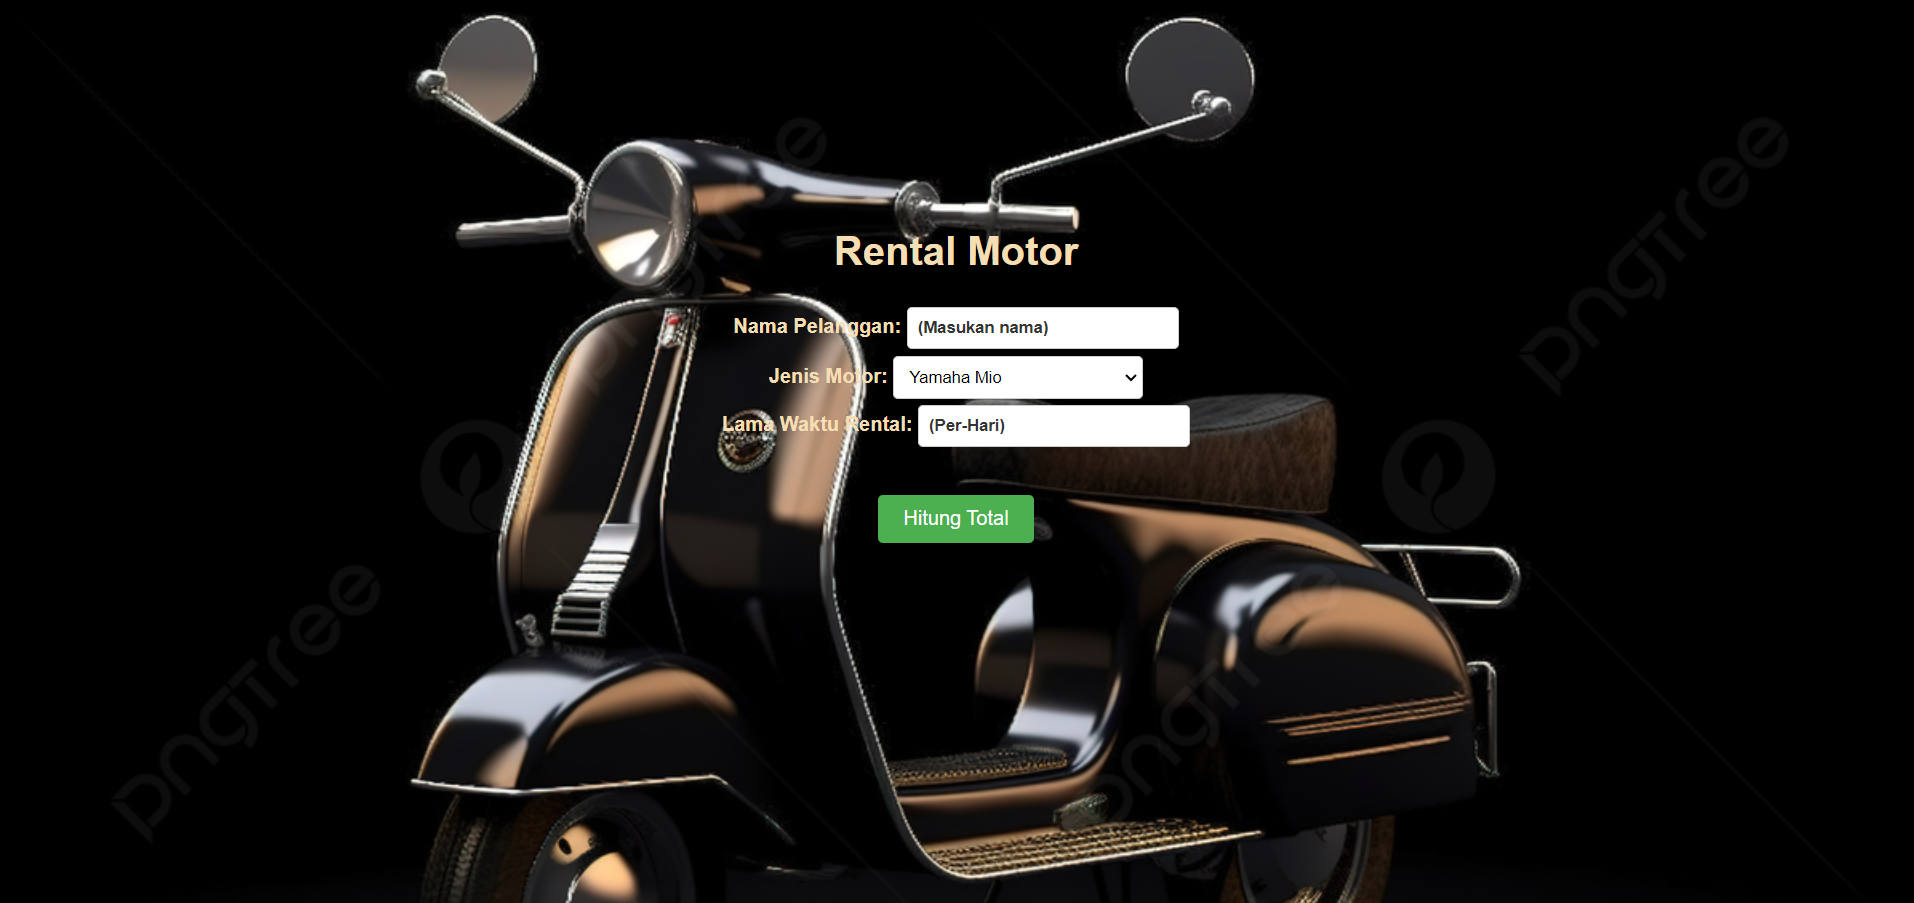 Rental Motor
Nama Pelanggan: (Masukan nama)
Jenis Motor: Yamaha Mio
Lama Waktu Rental: (Per-Hari)
Hitung Total
pngtree
pngtree
pngtree
pngtree